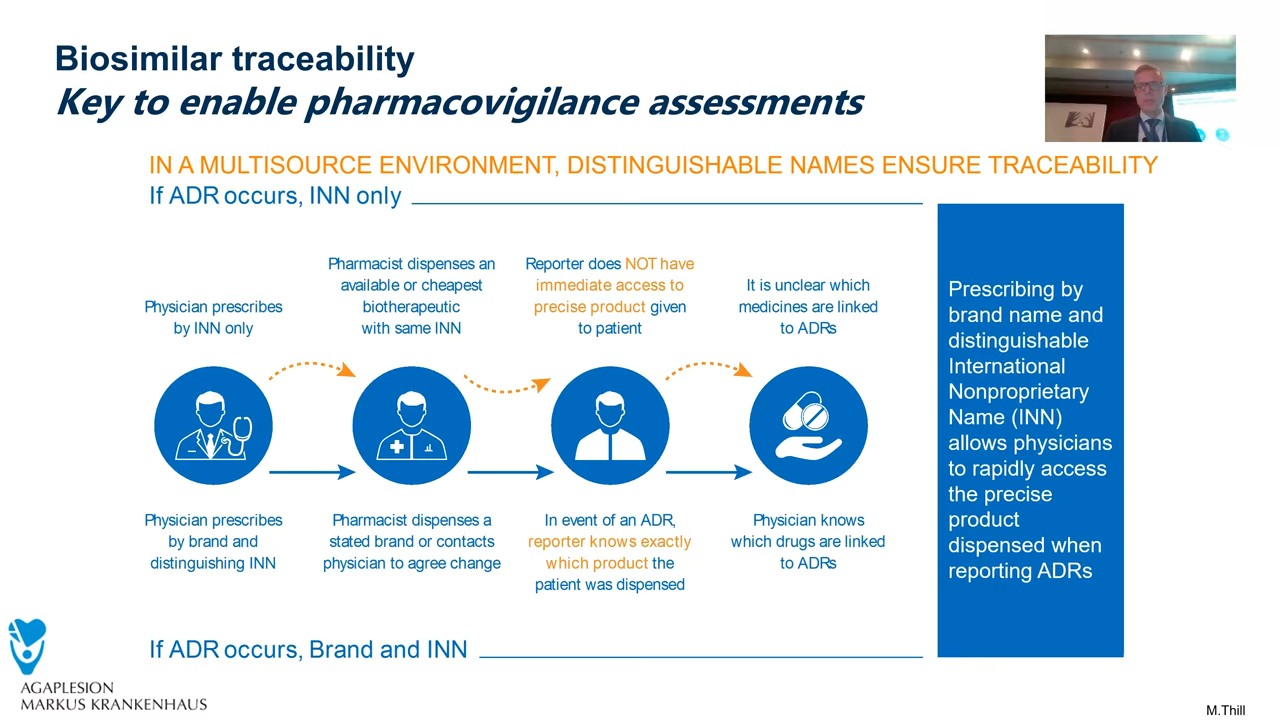 Biosimilar traceability
Key to enable pharmacovigilance assessments
IN A MULTISOURCE ENVIRONMENT, DISTINGUISHABLE NAMES ENSURE TRACEABILITY
If ADR occurs, INN only
Physician prescribes
by INN only
Pharmacist dispenses an
available or cheapest
biotherapeutic
with same INN
Reporter does NOT have
immediate access to
precise product given
to patient
It is unclear which
medicines are linked
to ADRs
Physician prescribes
by brand and
distinguishing INN
Pharmacist dispenses a
stated brand or contacts
physician to agree change
In event of an ADR,
reporter knows exactly
which product the
patient was dispensed
Physician knows
which drugs are linked
to ADRs
If ADR occurs, Brand and INN
Prescribing by
brand name and
distinguishable
International
Nonproprietary
Name (INN)
allows physicians
to rapidly access
the precise
product
dispensed when
reporting ADRs
AGAPLESION
MARKUS KRANKENHAUS
M.Thill